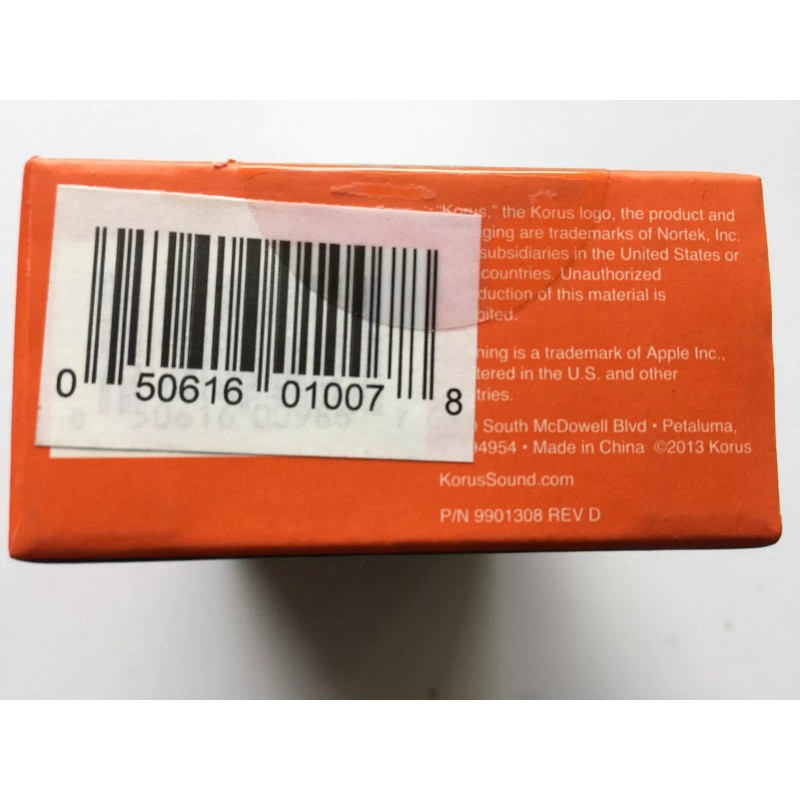 0 50616 01007 8
"Korus," the Korus logo, the product and
ging are trademarks of Nortek, Inc.
subsidiaries in the United States or
countries. Unauthorized
duction of this material is
bited.
ning is a trademark of Apple Inc.,
tered in the U.S. and other
tries.
South McDowell Blvd • Petaluma,
94954 • Made in China ©2013 Korus
KorusSound.com
P/N 9901308 REV D